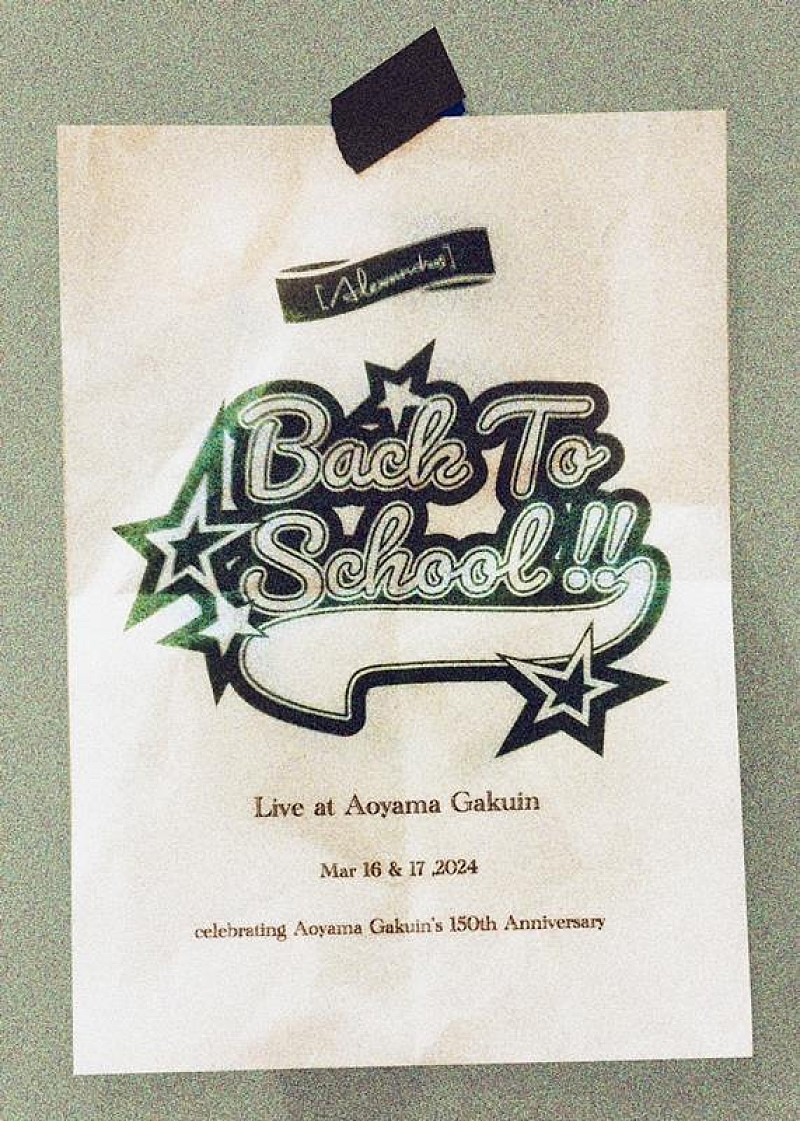 [Alexandros]
Back To
School!!
Live at Aoyama Gakuin
Mar 16 & 17 ,2024
celebrating Aoyama Gakuin's 150th Anniversary